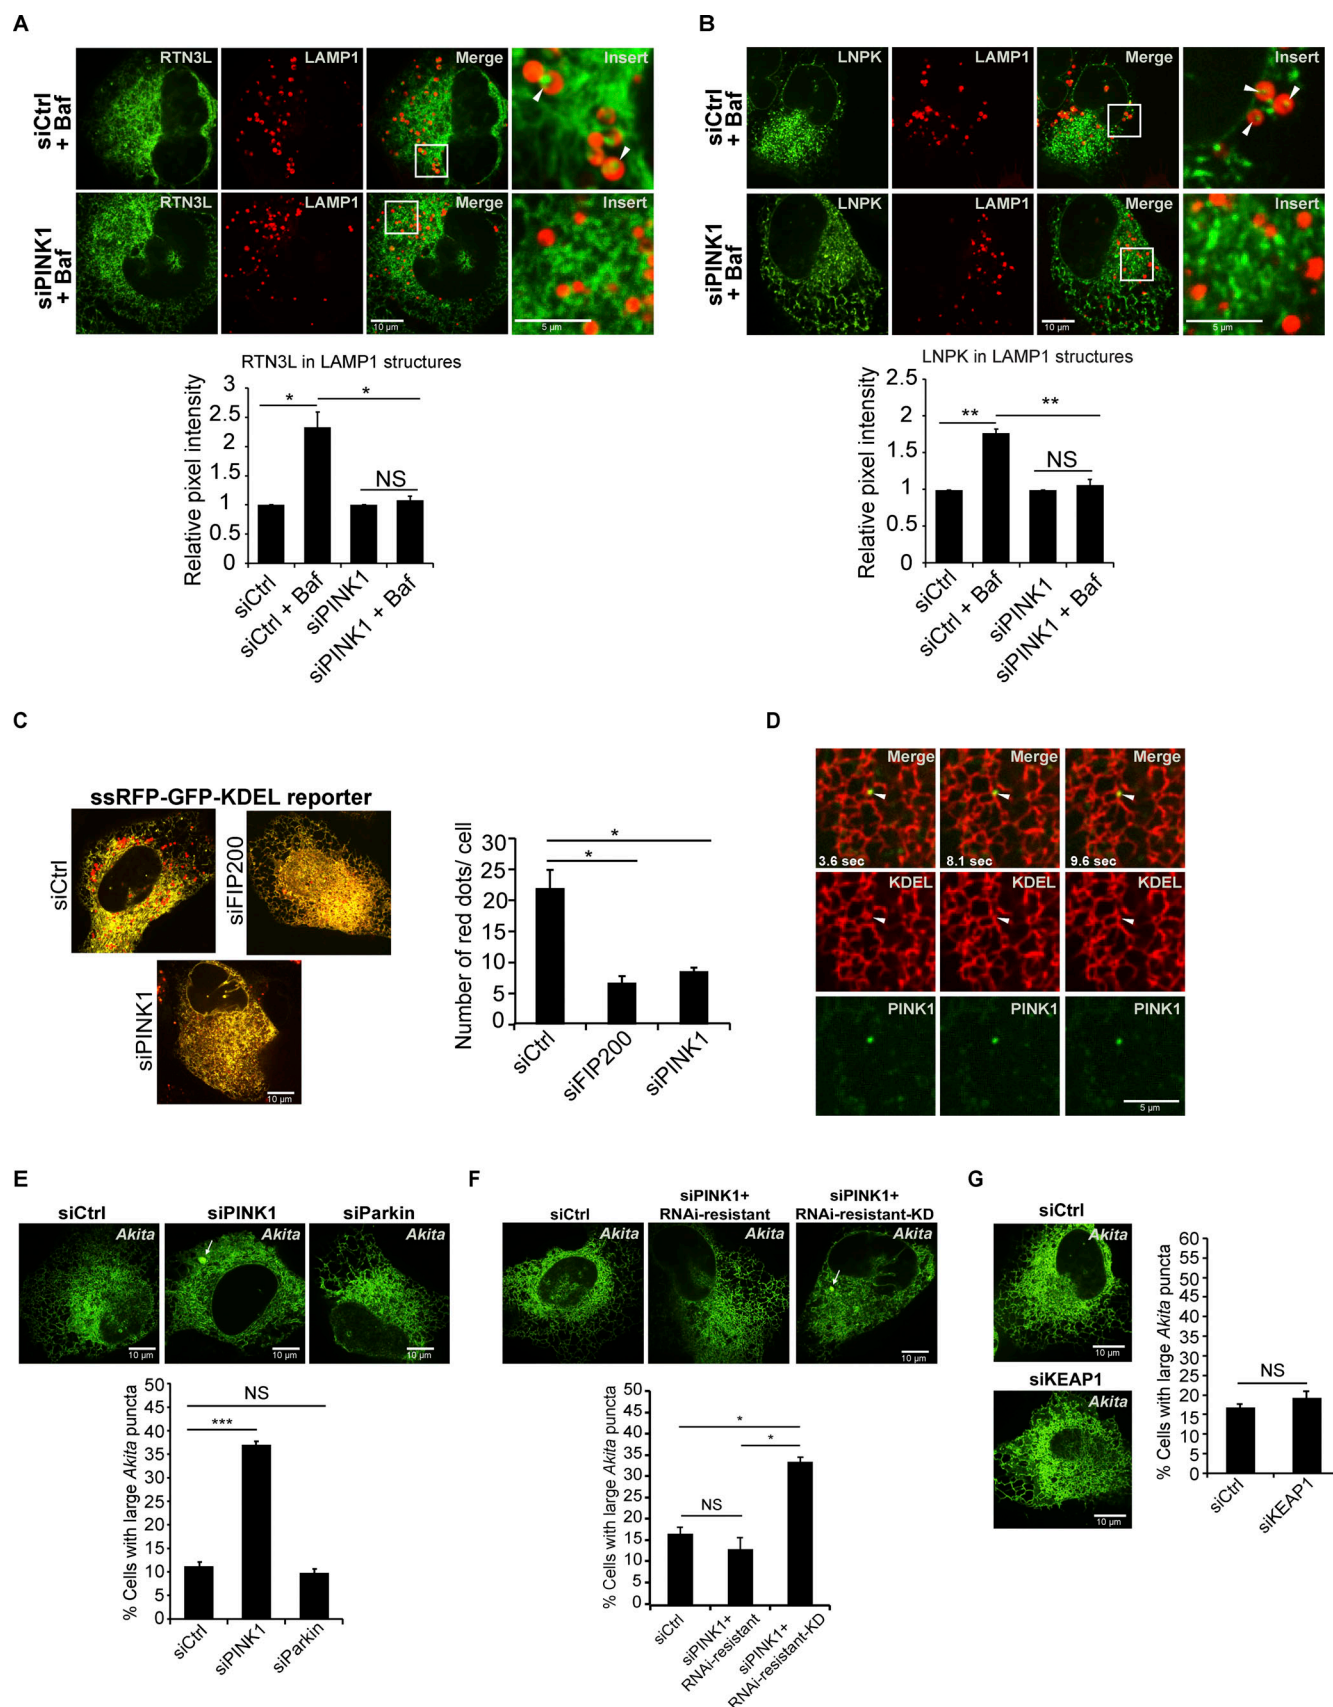 A
RTN3L
LAMP1
Merge
Insert
siCtrl
+ Baf
RTN3L
LAMP1
Merge
Insert
siPINK1
+ Baf
10 µm
5 µm
RTN3L in LAMP1 structures
Relative pixel intensity
3
2.5
2
1.5
1
0.5
0
*
*
NS
siCtrl
siCtrl + Baf
siPINK1
siPINK1 + Baf
B
LNPK
LAMP1
Merge
Insert
siCtrl
+ Baf
LNPK
LAMP1
Merge
Insert
siPINK1
+ Baf
10 µm
5 µm
LNPK in LAMP1 structures
Relative pixel intensity
2.5
2
1.5
1
0.5
0
**
**
NS
siCtrl
siCtrl + Baf
siPINK1
siPINK1 + Baf
C
ssRFP-GFP-KDEL reporter
siCtrl
siFIP200
siPINK1
10 µm
Number of red dots/ cell
30
25
20
15
10
5
0
*
*
siCtrl
siFIP200
siPINK1
D
Merge
Merge
Merge
3.6 sec
8.1 sec
9.6 sec
KDEL
KDEL
KDEL
PINK1
PINK1
PINK1
5 µm
E
siCtrl
siPINK1
siParkin
Akita
Akita
Akita
10 µm
10 µm
10 µm
% Cells with large Akita puncta
50
45
40
35
30
25
20
15
10
5
0
NS
***
siCtrl
siPINK1
siParkin
F
siCtrl
siPINK1+
RNAi-resistant
siPINK1+
RNAi-resistant-KD
Akita
Akita
Akita
10 µm
% Cells with large Akita puncta
50
45
40
35
30
25
20
15
10
5
0
*
*
NS
siCtrl
siPINK1+
RNAi-resistant
siPINK1+
RNAi-resistant-KD
G
siCtrl
Akita
10 µm
siKEAP1
Akita
10 µm
% Cells with large Akita puncta
60
55
50
45
40
35
30
25
20
15
10
5
0
NS
siCtrl
siKEAP1